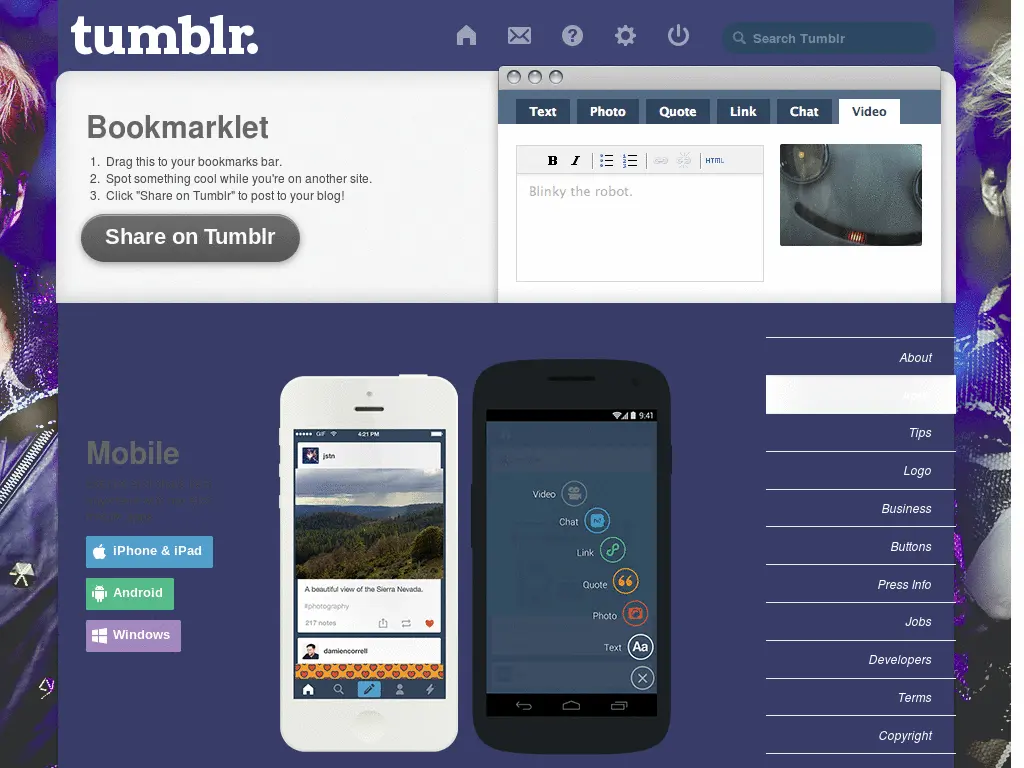 tumblr.
Search Tumblr
Bookmarklet
1. Drag this to your bookmarks bar.
2. Spot something cool while you're on another site.
3. Click "Share on Tumblr" to post to your blog!
Share on Tumblr
Text Photo Quote Link Chat Video
B I HTML
Blinky the robot.
Mobile
iPhone & iPad
Android
Windows
GIF 4:21 PM
jstn
A beautiful view of the Sierra Nevada.
#photography
217 notes
damiencorrell
9:41
Video
Chat
Link
Quote
Photo
Text Aa
About
Tips
Logo
Business
Buttons
Press Info
Jobs
Developers
Terms
Copyright